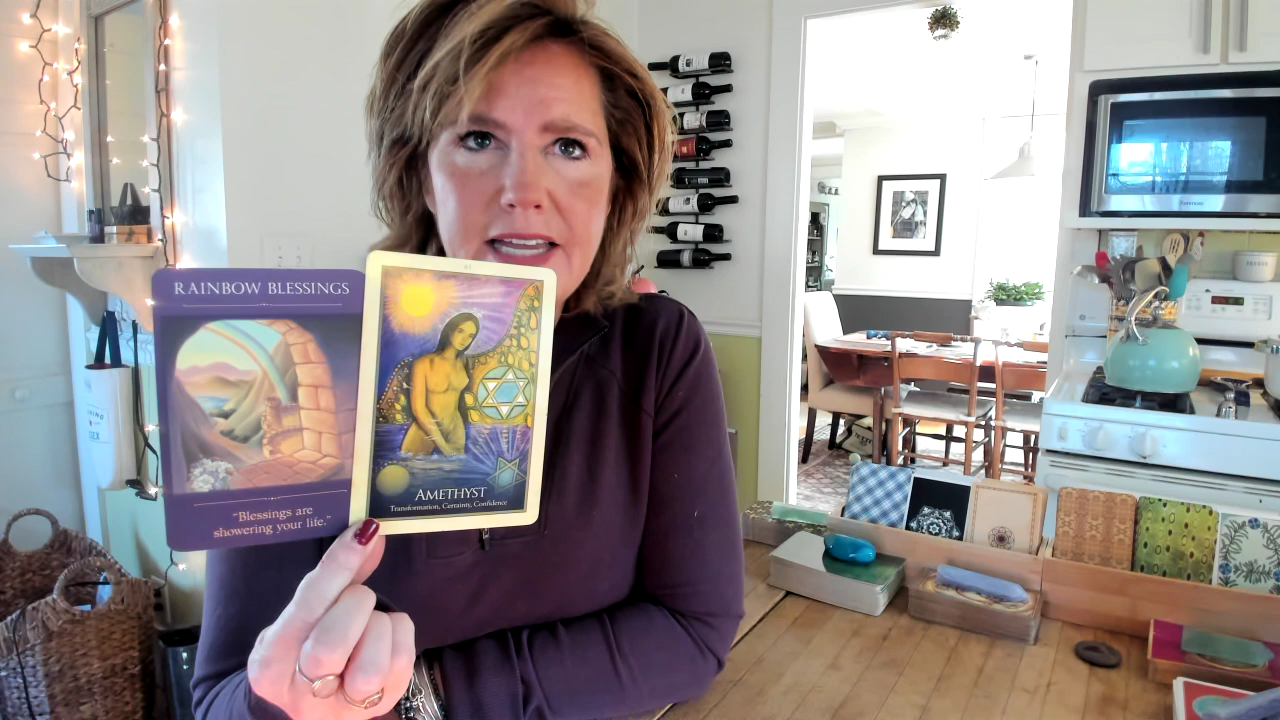 RAINBOW BLESSINGS
"Blessings are
showering your life."
AMETHYST
Transformation, Certainty, Confidence